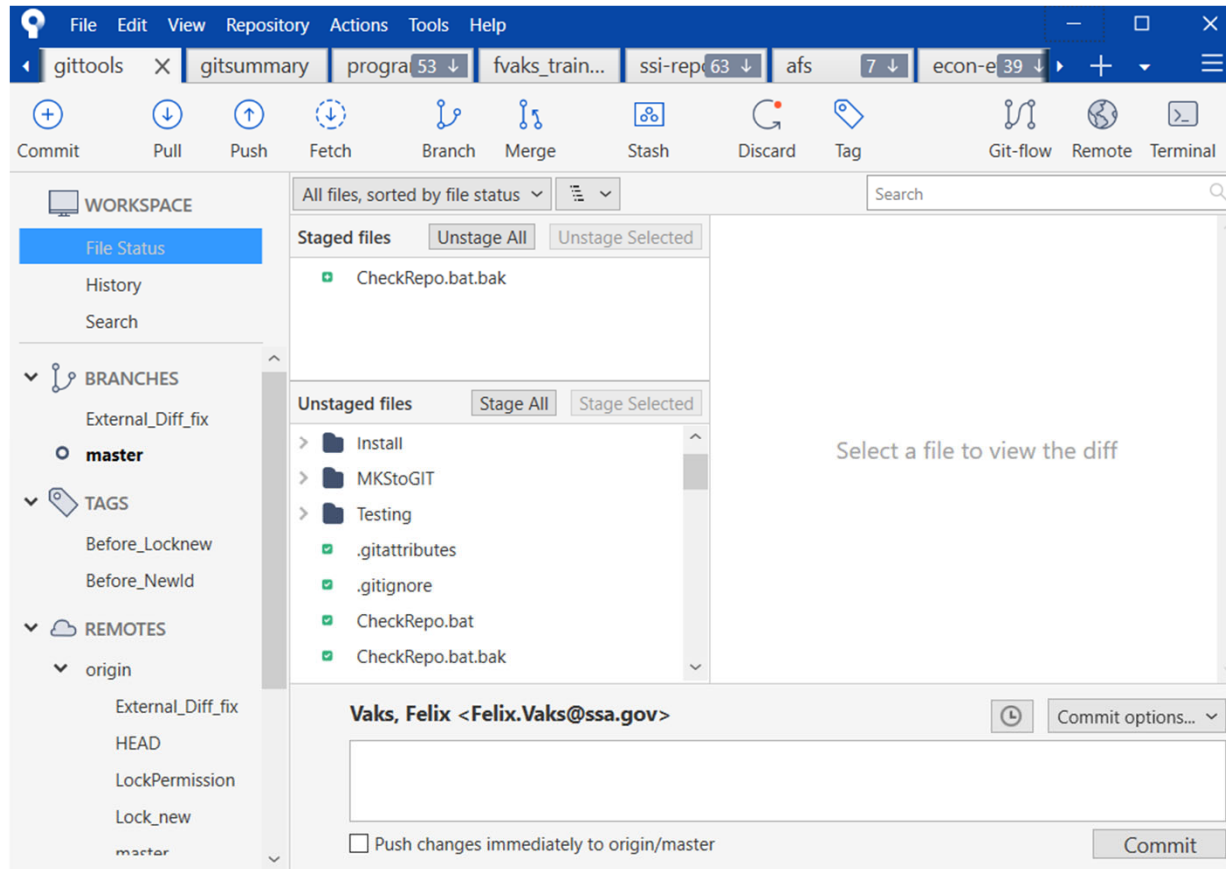 File Edit View Repository Actions Tools Help
gittools gitsummary progra 53 fvaks_train... ssi-repo 63 afs 7 econ-e 39
Commit Pull Push Fetch Branch Merge Stash Discard Tag Git-flow Remote Terminal
WORKSPACE
File Status
History
Search
BRANCHES
External_Diff_fix
master
TAGS
Before_Locknew
Before_NewId
REMOTES
origin
External_Diff_fix
HEAD
LockPermission
Lock_new
master
All files, sorted by file status
Search
Staged files Unstage All Unstage Selected
CheckRepo.bat.bak
Unstaged files Stage All Stage Selected
Install
MKStoGIT
Testing
.gitattributes
.gitignore
CheckRepo.bat
CheckRepo.bat.bak
Select a file to view the diff
Vaks, Felix <Felix.Vaks@ssa.gov>
Commit options...
Push changes immediately to origin/master
Commit